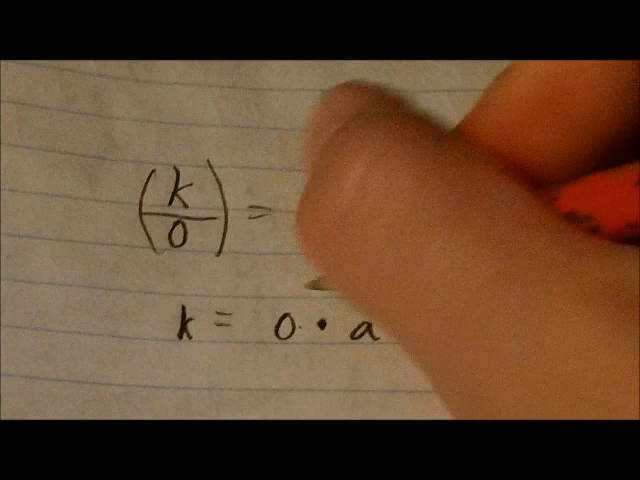 (k/0) =
k = 0 · a